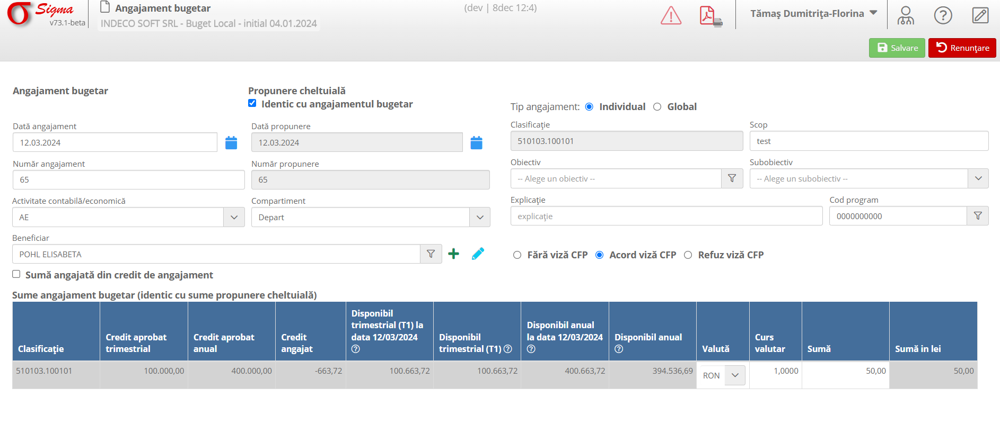 σ Sigma
v73.1-beta
Angajament bugetar
INDECO SOFT SRL - Buget Local - initial 04.01.2024
(dev | 8dec 12:4)
Tămaş Dumitriţa-Florina
Salvare
Renunţare
Angajament bugetar
Propunere cheltuială
Identic cu angajamentul bugetar
Tip angajament: Individual Global
Dată angajament
Dată propunere
Clasificaţie
Scop
12.03.2024
12.03.2024
510103.100101
test
Număr angajament
Număr propunere
Obiectiv
Subobiectiv
65
65
-- Alege un obiectiv --
-- Alege un subobiectiv --
Activitate contabilă/economică
Compartiment
Explicaţie
Cod program
AE
Depart
explicaţie
0000000000
Beneficiar
POHL ELISABETA
Fără viză CFP Acord viză CFP Refuz viză CFP
Sumă angajată din credit de angajament
Sume angajament bugetar (identic cu sume propunere cheltuială)
Clasificaţie
Credit aprobat
trimestrial
Credit aprobat
anual
Credit
angajat
Disponibil
trimestrial (T1) la
data 12/03/2024
Disponibil
trimestrial (T1)
Disponibil anual
la data 12/03/2024
Disponibil anual
Valută
Curs
valutar
Sumă
Sumă in lei
510103.100101 100.000,00 400.000,00 -663,72 100.663,72 100.663,72 400.663,72 394.536,69 RON 1,0000 50,00 50,00